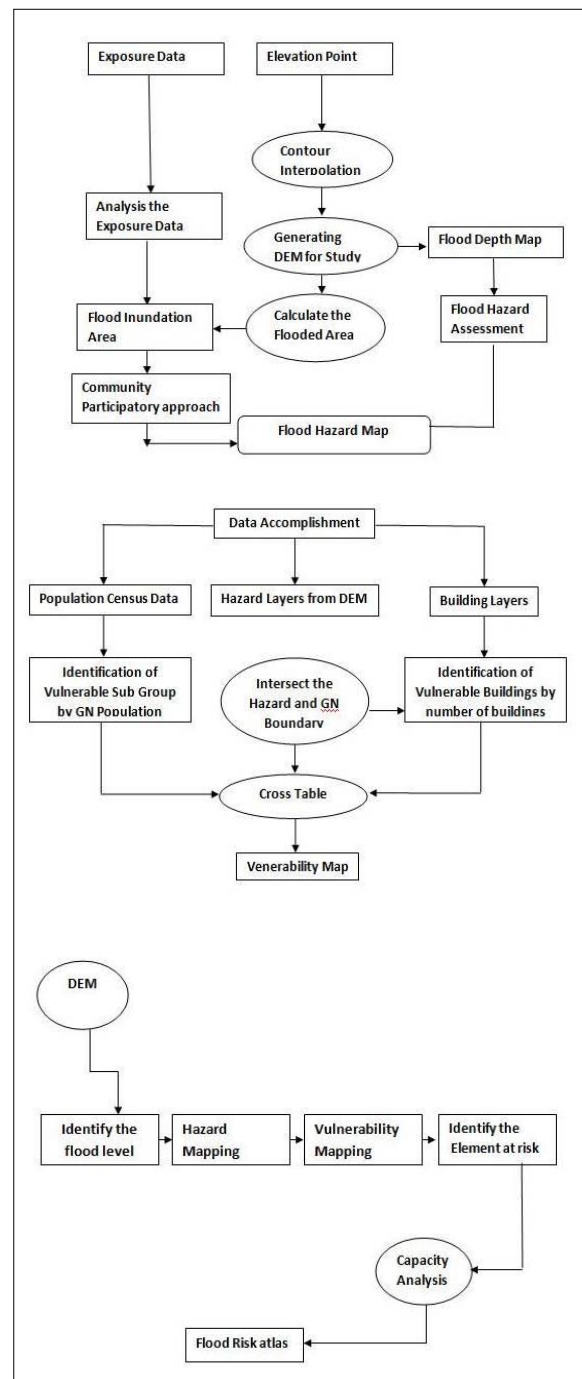 Exposure Data
Elevation Point
Contour
Interpolation
Analysis the
Exposure Data
Generating
DEM for Study
Flood Depth Map
Flood Inundation
Area
Calculate the
Flooded Area
Flood Hazard
Assessment
Community
Participatory approach
Flood Hazard Map
Data Accomplishment
Population Census Data
Hazard Layers from DEM
Building Layers
Identification of
Vulnerable Sub Group
by GN Population
Intersect the
Hazard and GN
Boundary
Identification of
Vulnerable Buildings by
number of buildings
Cross Table
Venerability Map
DEM
Identify the
flood level
Hazard
Mapping
Vulnerability
Mapping
Identify the
Element at risk
Capacity
Analysis
Flood Risk atlas